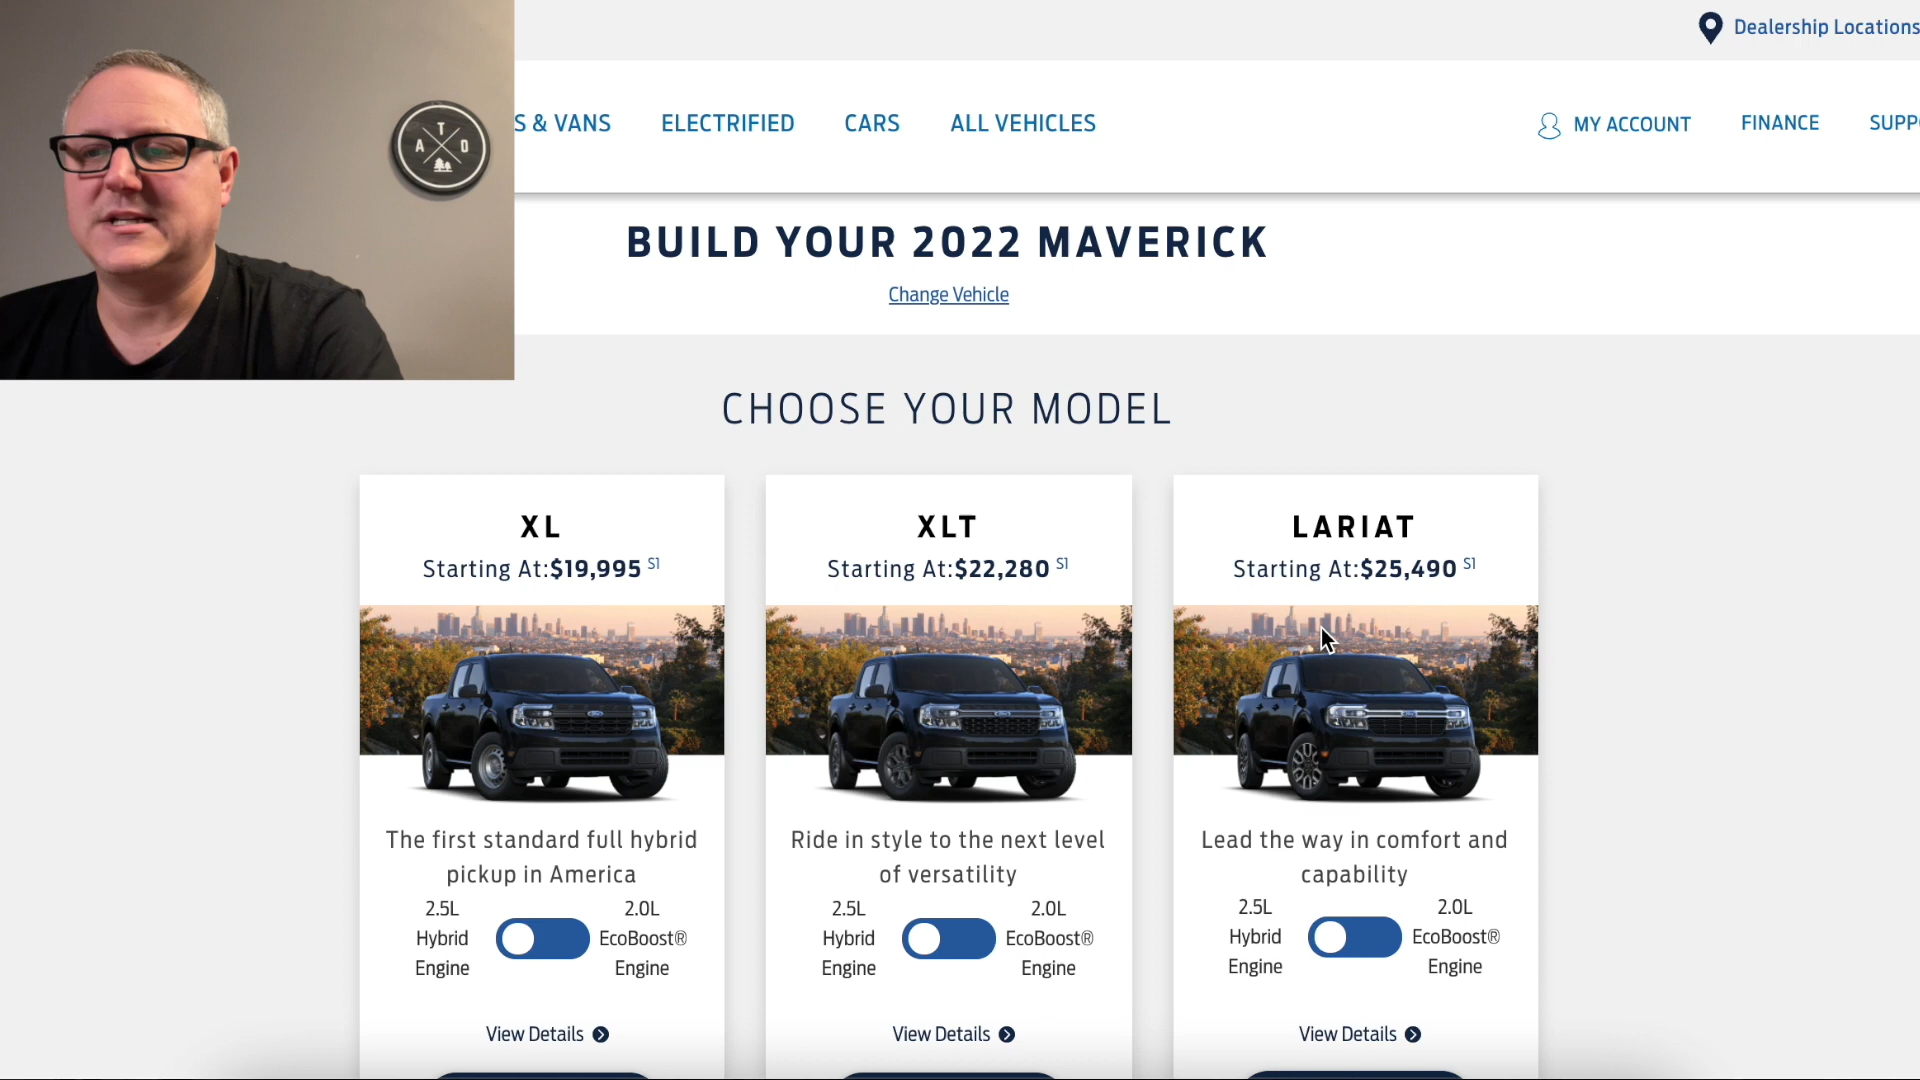 Dealership Locations
A T O
S & VANS
ELECTRIFIED
CARS
ALL VEHICLES
MY ACCOUNT
FINANCE
SUPP
BUILD YOUR 2022 MAVERICK
Change Vehicle
CHOOSE YOUR MODEL
XL
Starting At:$19,995 S1
The first standard full hybrid
pickup in America
2.5L
Hybrid
Engine
2.0L
EcoBoost®
Engine
View Details
XLT
Starting At:$22,280 S1
Ride in style to the next level
of versatility
2.5L
Hybrid
Engine
2.0L
EcoBoost®
Engine
View Details
LARIAT
Starting At:$25,490 S1
Lead the way in comfort and
capability
2.5L
Hybrid
Engine
2.0L
EcoBoost®
Engine
View Details